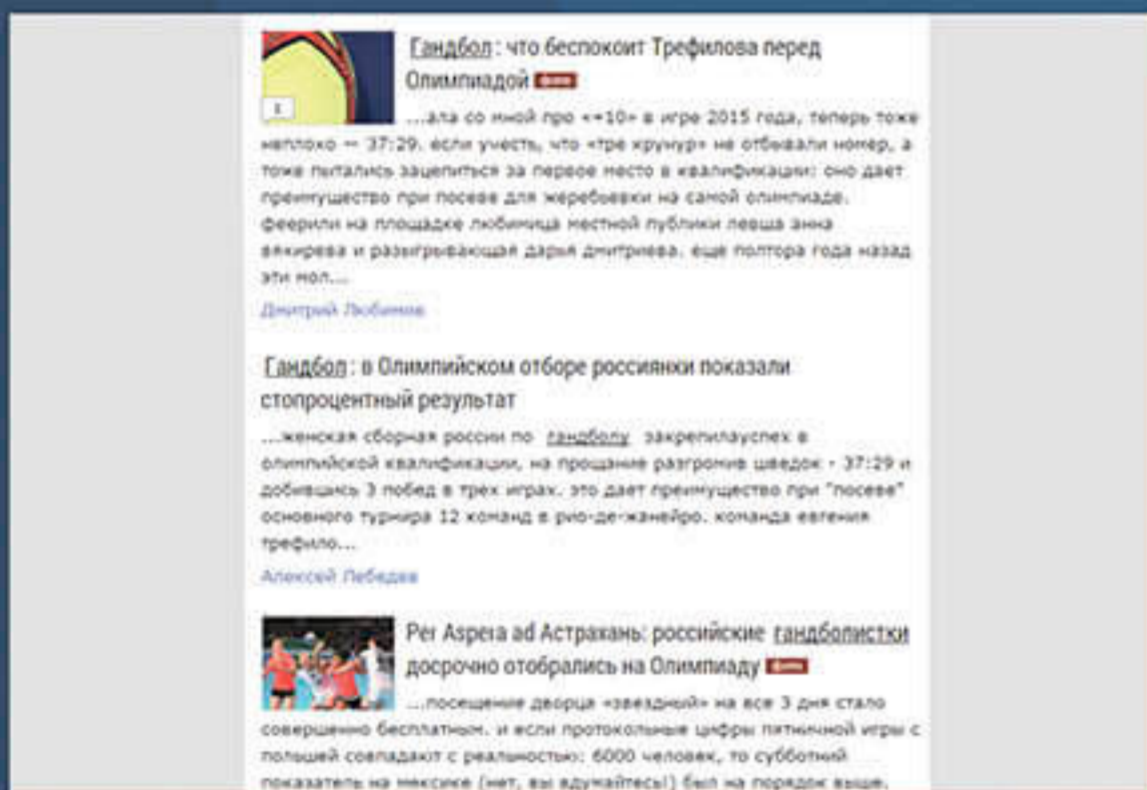 Гандбол: что беспокоит Трефилова перед
Олимпиадой фото
...ала со мной про «+10» в игре 2015 года, теперь тоже
неплохо — 37:29. если учесть, что «тре крунур» не отбывали номер, а
тоже пытались зацепиться за первое место в квалификации: оно дает
преимущество при посеве для жеребьевки на самой олимпиаде.
феерили на площадке любимица местной публики левша анна
вяхирева и разыгрывающая дарья дмитриева. еще полтора года назад
эти мол...
Дмитрий Любимов
Гандбол: в Олимпийском отборе россиянки показали
стопроцентный результат
...женская сборная россии по гандболу закрепилауспех в
олимпийской квалификации, на прощание разгромив шведок - 37:29 и
добившись 3 побед в трех играх. это дает преимущество при "посеве"
основного турнира 12 команд в рио-де-жанейро. команда евгения
трефило...
Алексей Лебедев
Per Aspera ad Астрахань: российские гандболистки
досрочно отобрались на Олимпиаду фото
...посещение дворца «звездный» на все 3 дня стало
совершенно бесплатным. и если протокольные цифры пятничной игры с
польшей совпадают с реальностью: 6000 человек, то субботний
показатель на мексике (нет, вы вдумайтесь!) был на порядок выше.